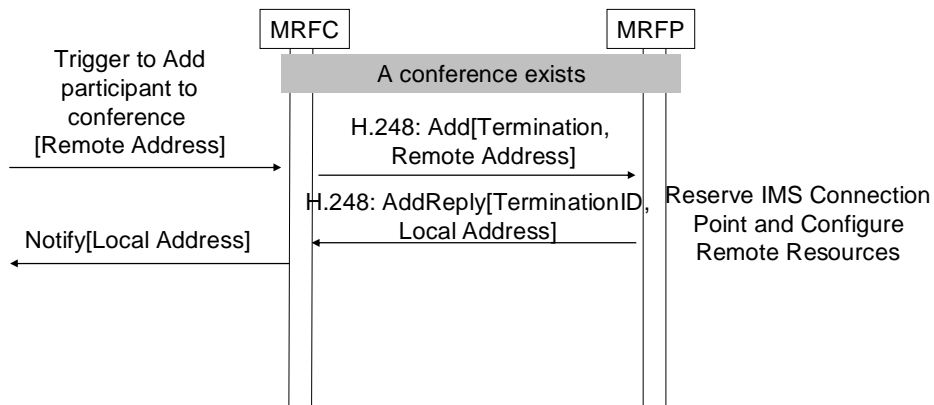 MRFC
MRFP
Trigger to Add
participant to
conference
[Remote Address]
A conference exists
H.248: Add[Termination,
Remote Address]
H.248: AddReply[TerminationID,
Local Address]
Reserve IMS Connection
Point and Configure
Remote Resources
Notify[Local Address]